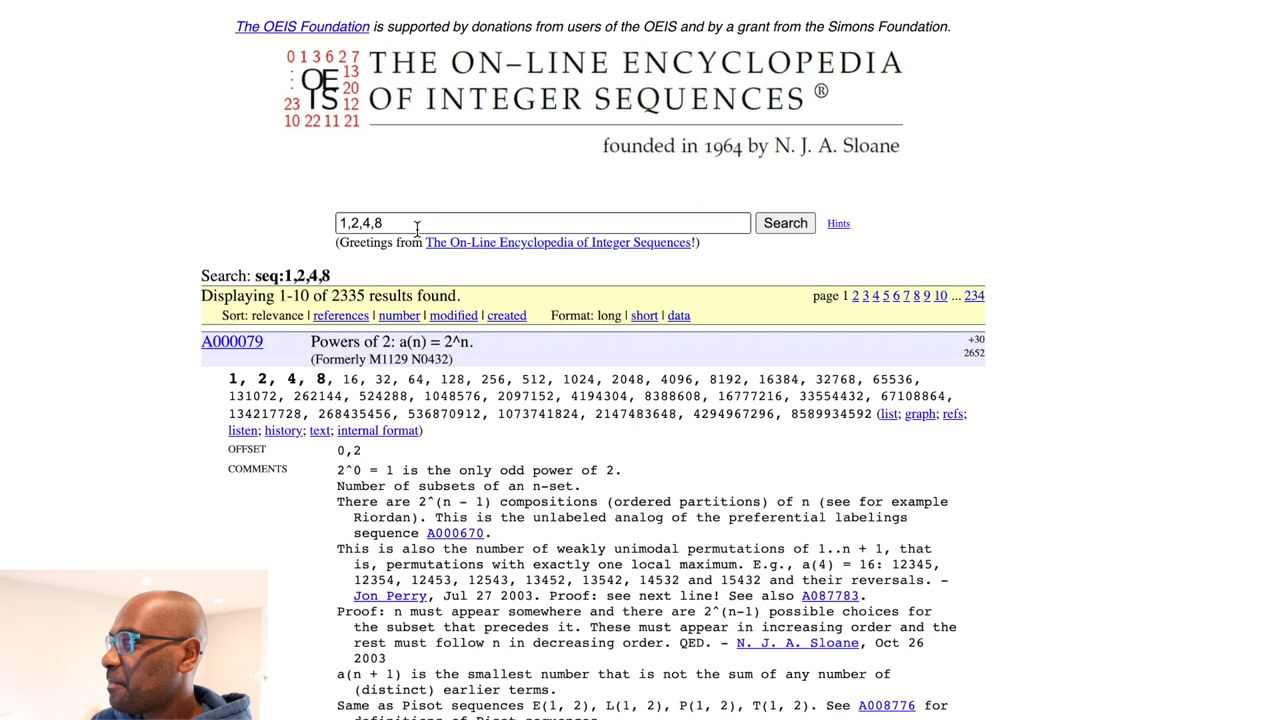 The OEIS Foundation is supported by donations from users of the OEIS and by a grant from the Simons Foundation.
0 1 3 6 2 7
: OE 13
20
23 IS 12
10 22 11 21
THE ON–LINE ENCYCLOPEDIA
OF INTEGER SEQUENCES ®
founded in 1964 by N. J. A. Sloane
1,2,4,8 Search Hints
(Greetings from The On-Line Encyclopedia of Integer Sequences!)
Search: seq:1,2,4,8
Displaying 1-10 of 2335 results found. page 1 2 3 4 5 6 7 8 9 10 ... 234
Sort: relevance | references | number | modified | created Format: long | short | data
A000079 Powers of 2: a(n) = 2^n. +30
(Formerly M1129 N0432) 2652
1, 2, 4, 8, 16, 32, 64, 128, 256, 512, 1024, 2048, 4096, 8192, 16384, 32768, 65536,
131072, 262144, 524288, 1048576, 2097152, 4194304, 8388608, 16777216, 33554432, 67108864,
134217728, 268435456, 536870912, 1073741824, 2147483648, 4294967296, 8589934592 (list; graph; refs;
listen; history; text; internal format)
OFFSET 0,2
COMMENTS 2^0 = 1 is the only odd power of 2.
Number of subsets of an n-set.
There are 2^(n - 1) compositions (ordered partitions) of n (see for example
Riordan). This is the unlabeled analog of the preferential labelings
sequence A000670.
This is also the number of weakly unimodal permutations of 1..n + 1, that
is, permutations with exactly one local maximum. E.g., a(4) = 16: 12345,
12354, 12453, 12543, 13452, 13542, 14532 and 15432 and their reversals. -
Jon Perry, Jul 27 2003. Proof: see next line! See also A087783.
Proof: n must appear somewhere and there are 2^(n-1) possible choices for
the subset that precedes it. These must appear in increasing order and the
rest must follow n in decreasing order. QED. - N. J. A. Sloane, Oct 26
2003
a(n + 1) is the smallest number that is not the sum of any number of
(distinct) earlier terms.
Same as Pisot sequences E(1, 2), L(1, 2), P(1, 2), T(1, 2). See A008776 for
definitions of Pisot sequences.